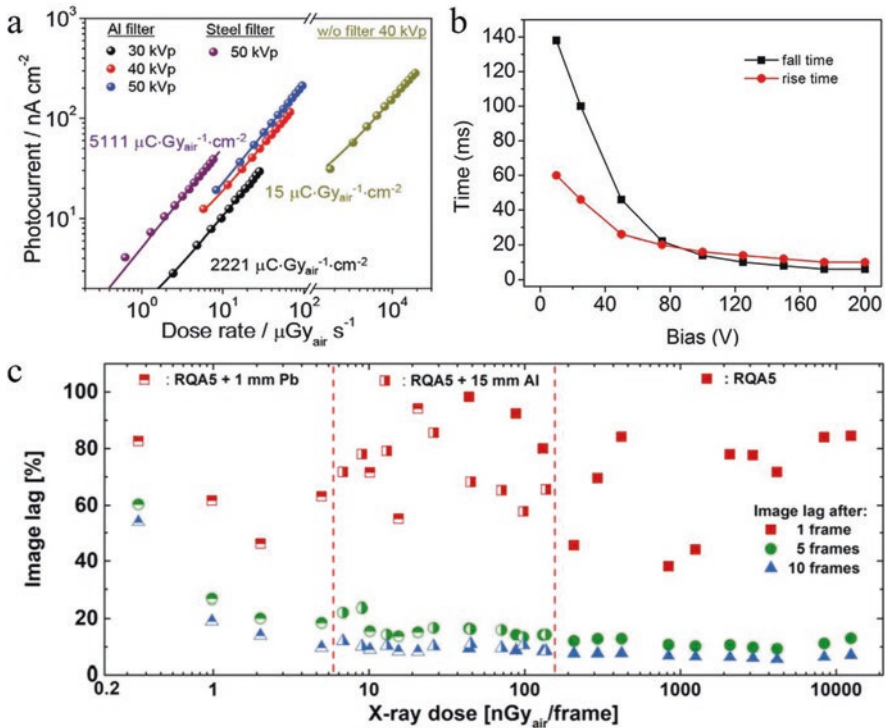 a
Al filter Steel filter w/o filter 40 kVp
30 kVp 50 kVp
40 kVp
50 kVp
5111 μC·Gyair⁻¹·cm⁻²
15 μC·Gyair⁻¹·cm⁻²
2221 μC·Gyair⁻¹·cm⁻²
Photocurrent / nA cm⁻²
10³
10²
10¹
10⁰ 10¹ 10² 10³ 10⁴
Dose rate / μGyair s⁻¹
b
fall time
rise time
Time (ms)
140
120
100
80
60
40
20
0
0 40 80 120 160 200
Bias (V)
c
: RQA5 + 1 mm Pb : RQA5 + 15 mm Al : RQA5
Image lag after:
1 frame
5 frames
10 frames
Image lag [%]
100
80
60
40
20
0
0.2 1 10 100 1000 10000
X-ray dose [nGyair/frame]